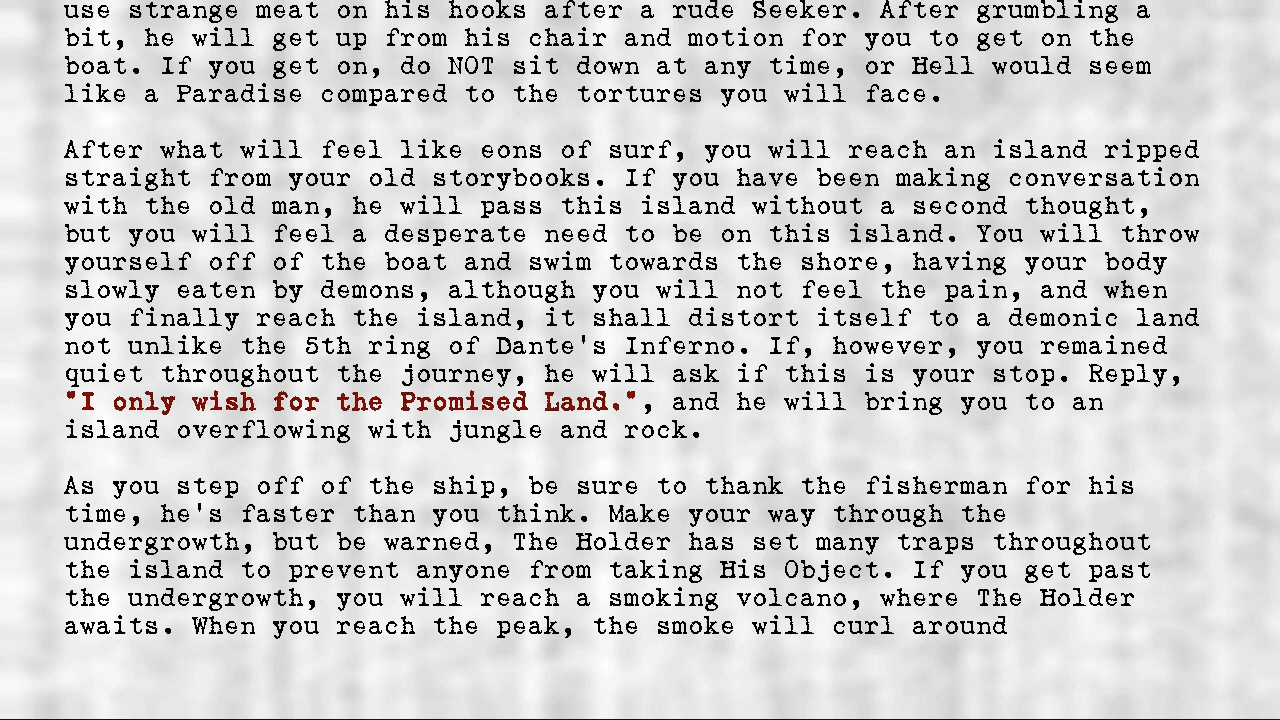 use strange meat on his hooks after a rude Seeker. After grumbling a
bit, he will get up from his chair and motion for you to get on the
boat. If you get on, do NOT sit down at any time, or Hell would seem
like a Paradise compared to the tortures you will face.
After what will feel like eons of surf, you will reach an island ripped
straight from your old storybooks. If you have been making conversation
with the old man, he will pass this island without a second thought,
but you will feel a desperate need to be on this island. You will throw
yourself off of the boat and swim towards the shore, having your body
slowly eaten by demons, although you will not feel the pain, and when
you finally reach the island, it shall distort itself to a demonic land
not unlike the 5th ring of Dante's Inferno. If, however, you remained
quiet throughout the journey, he will ask if this is your stop. Reply,
"I only wish for the Promised Land.", and he will bring you to an
island overflowing with jungle and rock.
As you step off of the ship, be sure to thank the fisherman for his
time, he's faster than you think. Make your way through the
undergrowth, but be warned, The Holder has set many traps throughout
the island to prevent anyone from taking His Object. If you get past
the undergrowth, you will reach a smoking volcano, where The Holder
awaits. When you reach the peak, the smoke will curl around